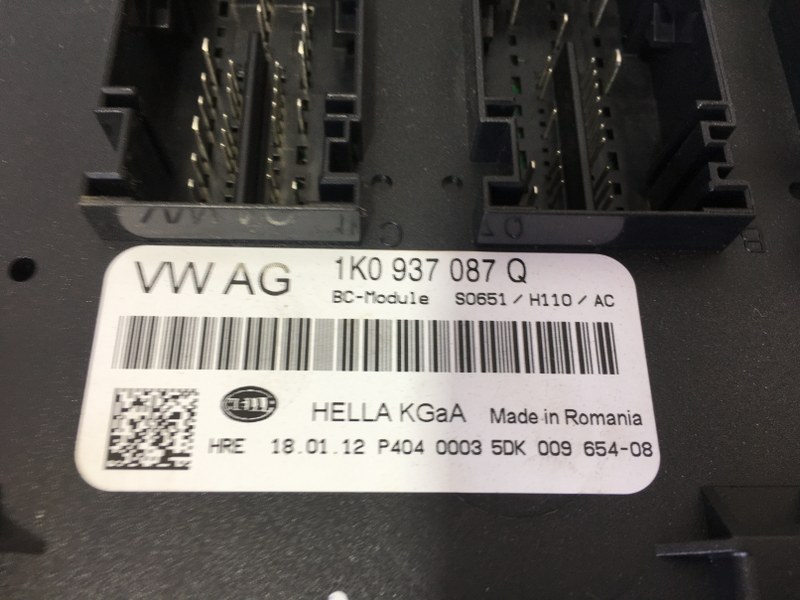 VW AG 1K0 937 087 Q
BC-Module S0651 / H110 / AC
HELLA
HELLA KGaA Made in Romania
HRE 18.01.12 P404 0003 5DK 009 654-08